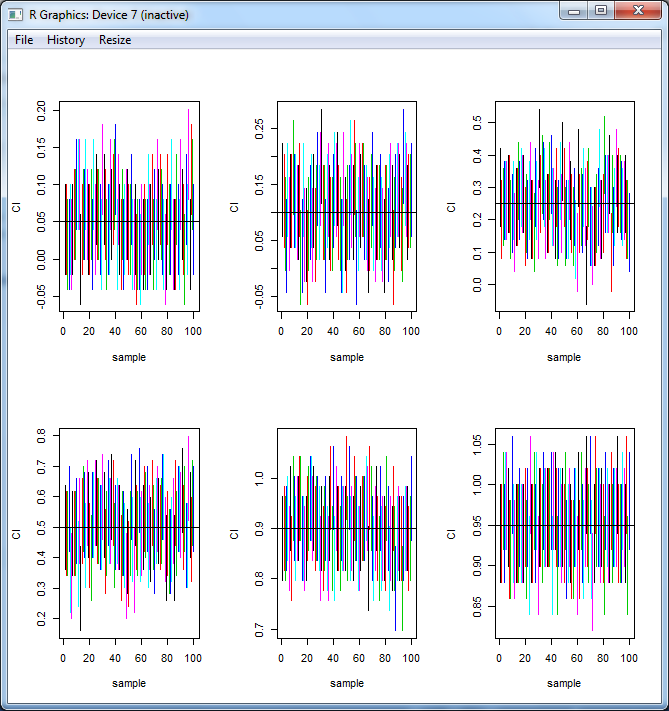 R Graphics: Device 7 (inactive)
File History Resize
CI
-0.05 0.00 0.05 0.10 0.15 0.20
0 20 40 60 80 100
sample
CI
-0.05 0.05 0.15 0.25
0 20 40 60 80 100
sample
CI
0.0 0.1 0.2 0.3 0.4 0.5
0 20 40 60 80 100
sample
CI
0.2 0.3 0.4 0.5 0.6 0.7 0.8
0 20 40 60 80 100
sample
CI
0.7 0.8 0.9 1.0
0 20 40 60 80 100
sample
CI
0.85 0.90 0.95 1.00 1.05
0 20 40 60 80 100
sample